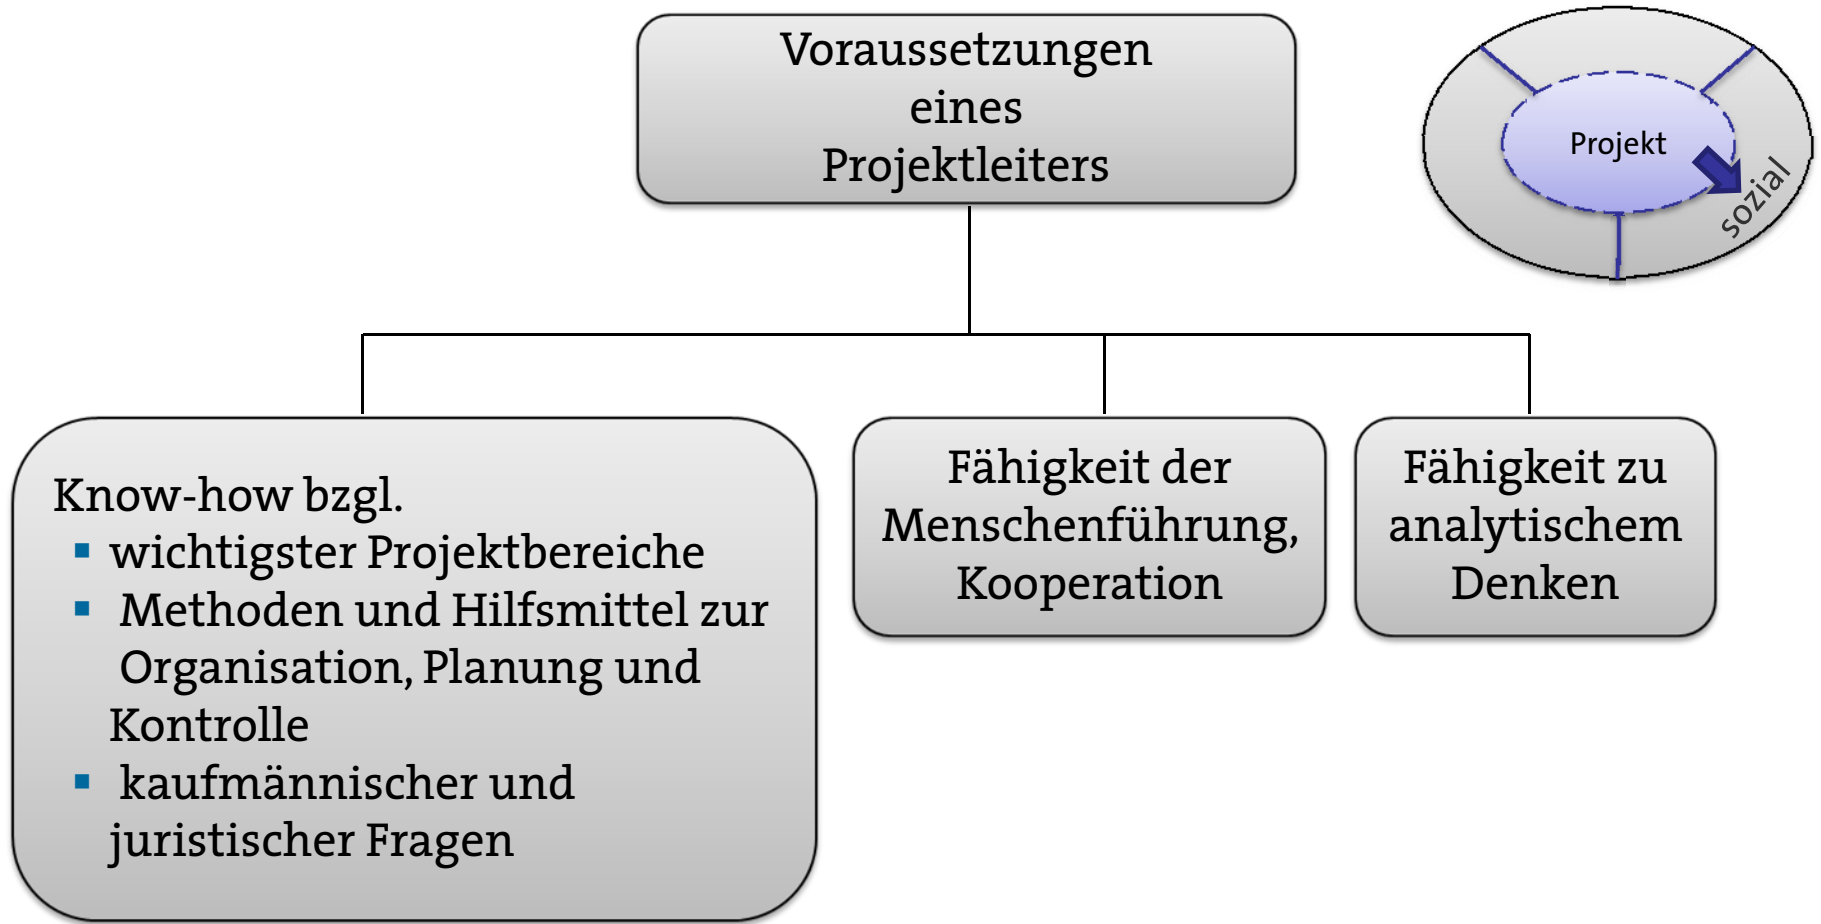 Voraussetzungen
eines
Projektleiters
Projekt
sozial
Know-how bzgl.
▪ wichtigster Projektbereiche
▪ Methoden und Hilfsmittel zur
Organisation, Planung und
Kontrolle
▪ kaufmännischer und
juristischer Fragen
Fähigkeit der
Menschenführung,
Kooperation
Fähigkeit zu
analytischem
Denken